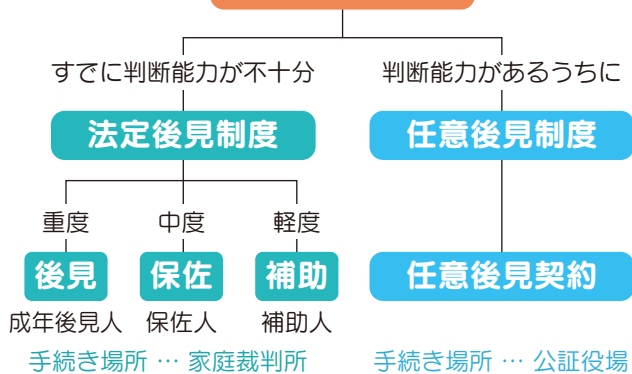 すでに判断能力が不十分
判断能力があるうちに
法定後見制度
任意後見制度
重度
中度
軽度
後見
保佐
補助
任意後見契約
成年後見人
保佐人
補助人
手続き場所 … 家庭裁判所
手続き場所 … 公証役場